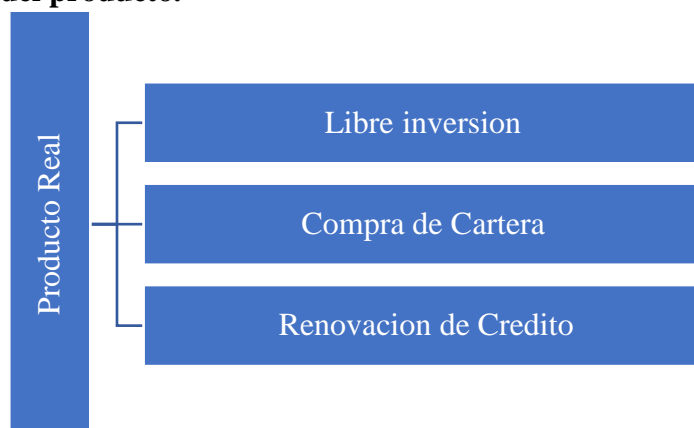 del producto.
Producto Real
Libre inversion
Compra de Cartera
Renovacion de Credito